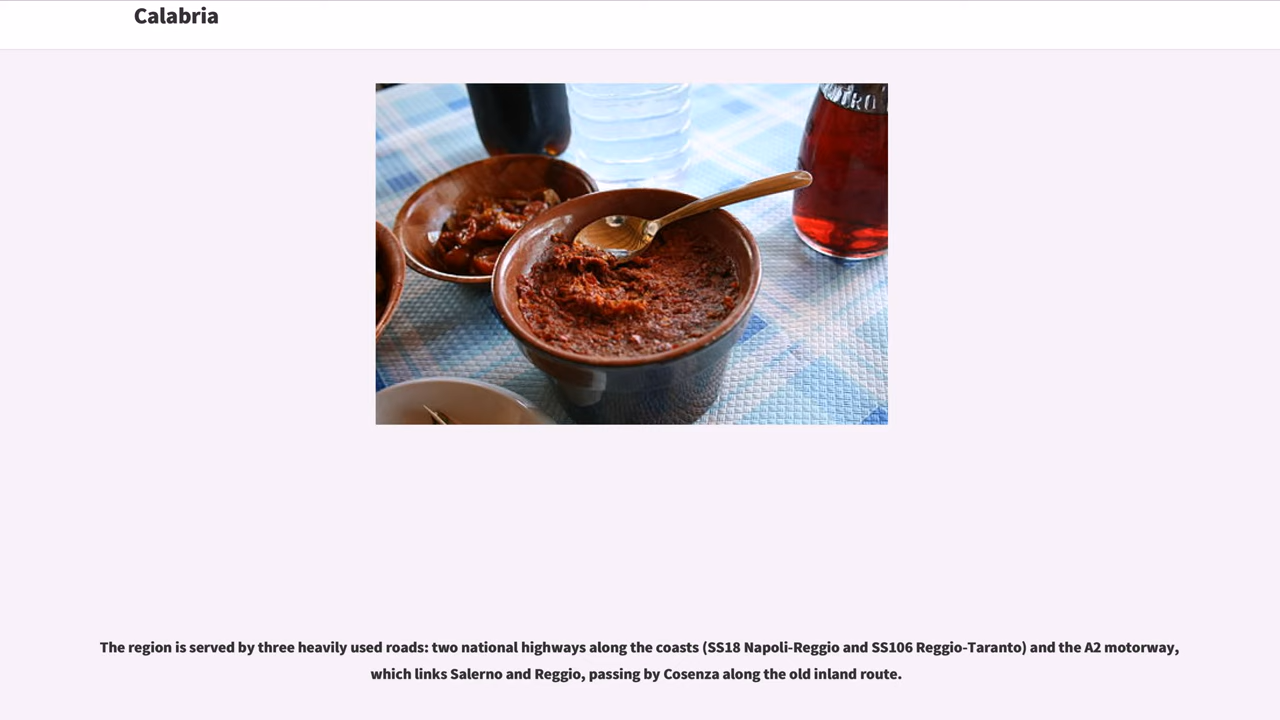 Calabria
The region is served by three heavily used roads: two national highways along the coasts (SS18 Napoli-Reggio and SS106 Reggio-Taranto) and the A2 motorway,
which links Salerno and Reggio, passing by Cosenza along the old inland route.